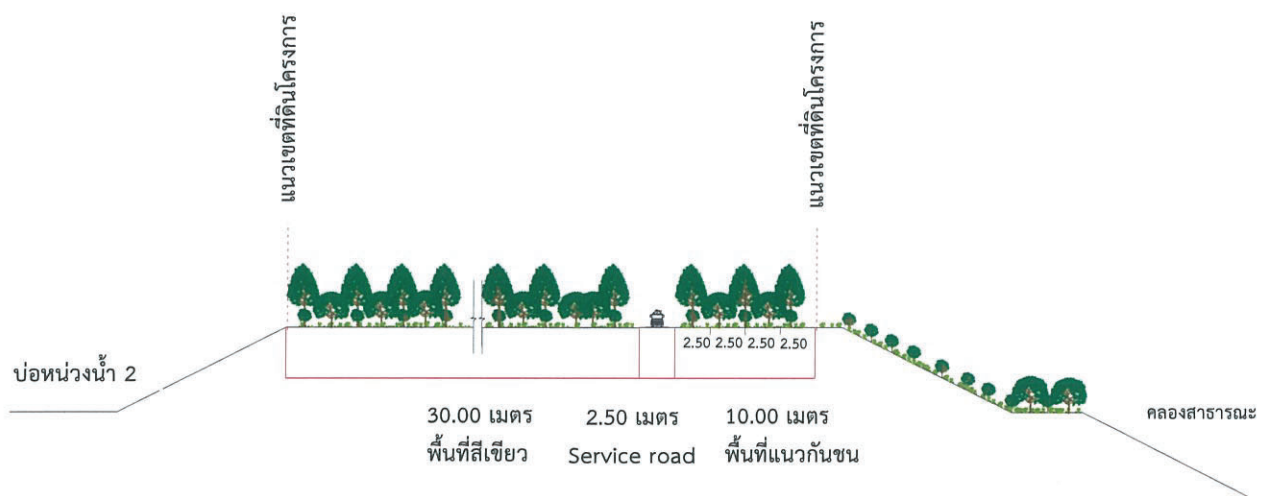 แนวเขตที่ดินโครงการ
แนวเขตที่ดินโครงการ
2.50 2.50 2.50 2.50
บ่อหน่วงน้ำ 2
30.00 เมตร
พื้นที่สีเขียว
2.50 เมตร
Service road
10.00 เมตร
พื้นที่แนวกันชน
คลองสาธารณะ